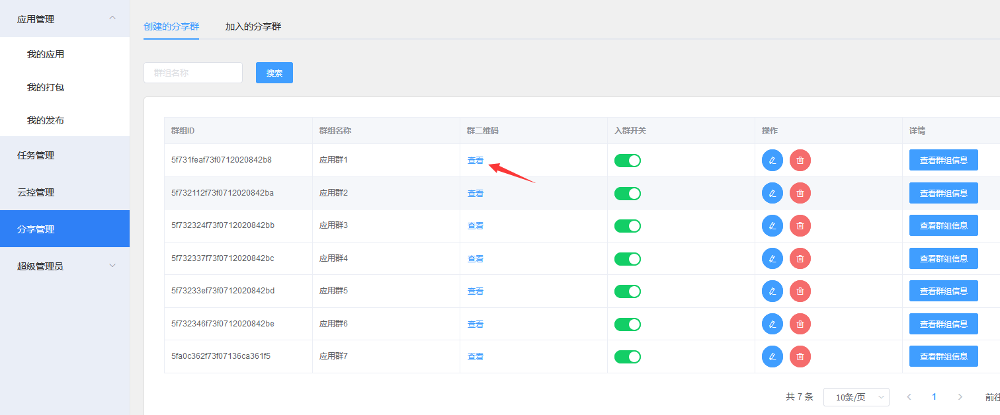 应用管理
我的应用
我的打包
我的发布
任务管理
云控管理
分享管理
超级管理员
创建的分享群 加入的分享群
群组名称 搜索
群组ID 群组名称 群二维码 入群开关 操作 详情
5f731feaf73f0712020842b8 应用群1 查看 查看群组信息
5f732112f73f0712020842ba 应用群2 查看 查看群组信息
5f732324f73f0712020842bb 应用群3 查看 查看群组信息
5f732337f73f0712020842bc 应用群4 查看 查看群组信息
5f73233ef73f0712020842bd 应用群5 查看 查看群组信息
5f732346f73f0712020842be 应用群6 查看 查看群组信息
5fa0c362f73f07136ca361f5 应用群7 查看 查看群组信息
共 7 条 10条/页 1 前往